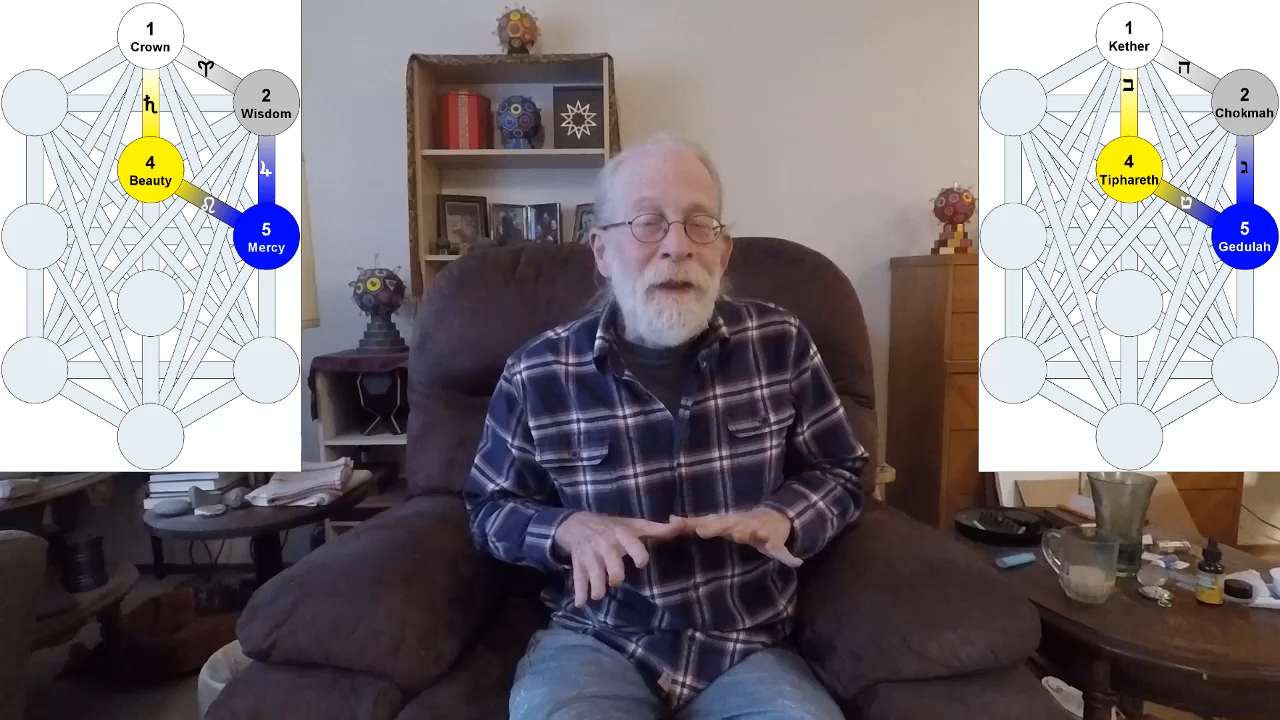 1
Crown
♈
2
Wisdom
♄
4
Beauty
♃
♌
5
Mercy
1
Kether
ה
2
Chokmah
ב
4
Tiphareth
ג
ט
5
Gedulah